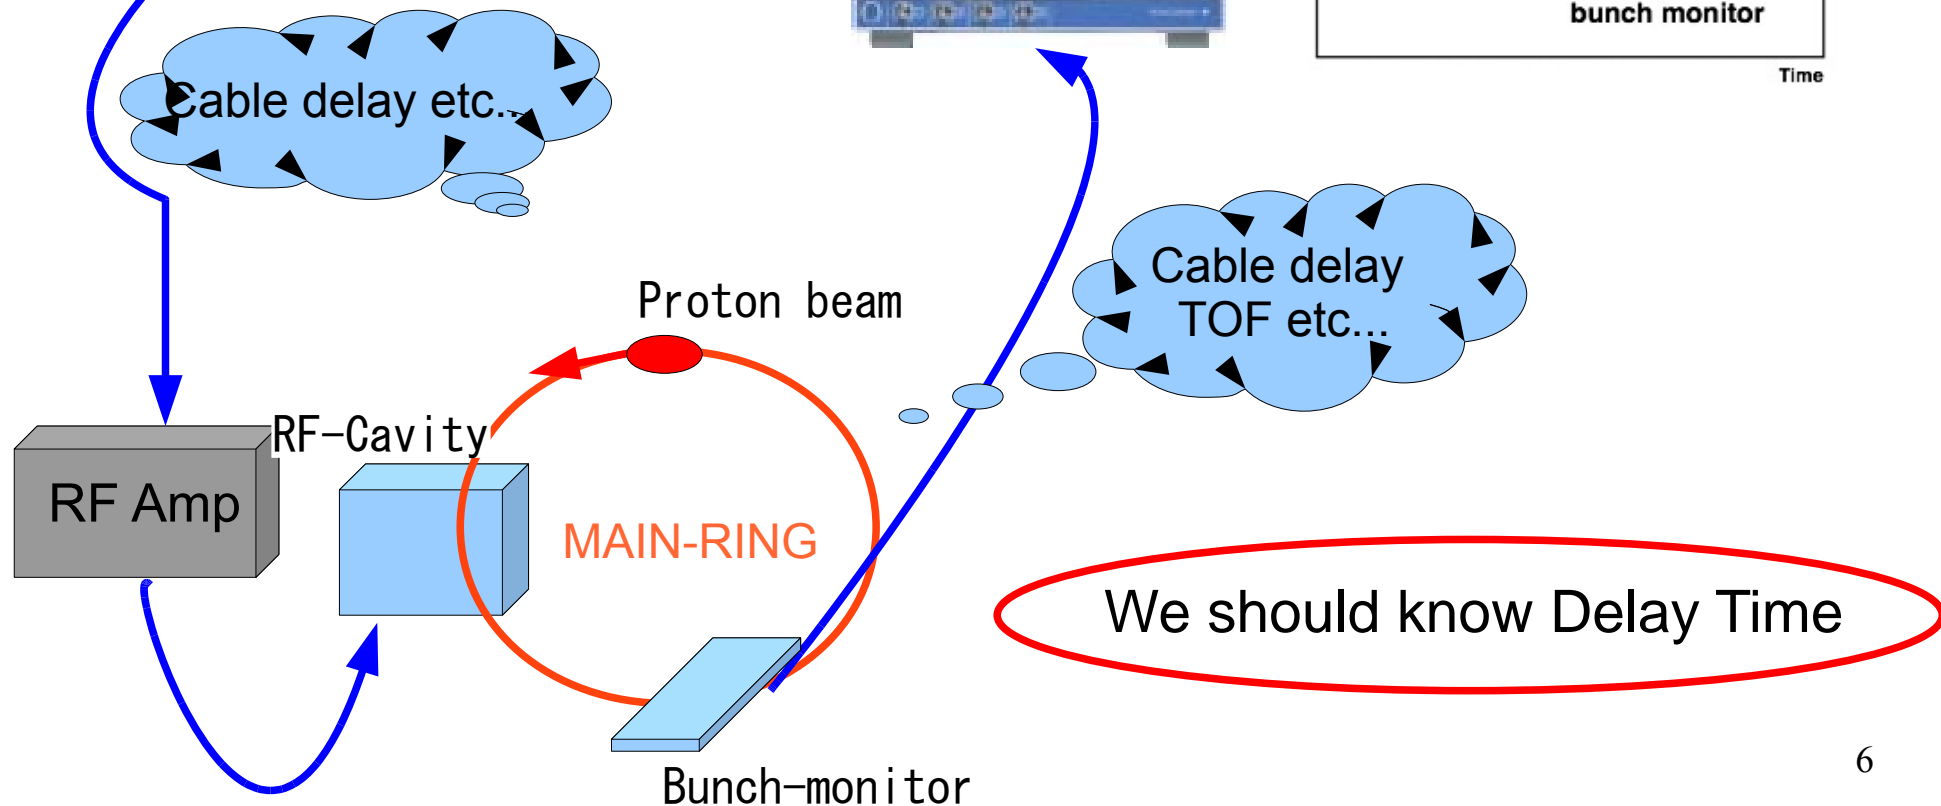 bunch monitor
Time
Cable delay etc...
Cable delay
TOF etc...
Proton beam
RF-Cavity
RF Amp
MAIN-RING
We should know Delay Time
Bunch-monitor
6